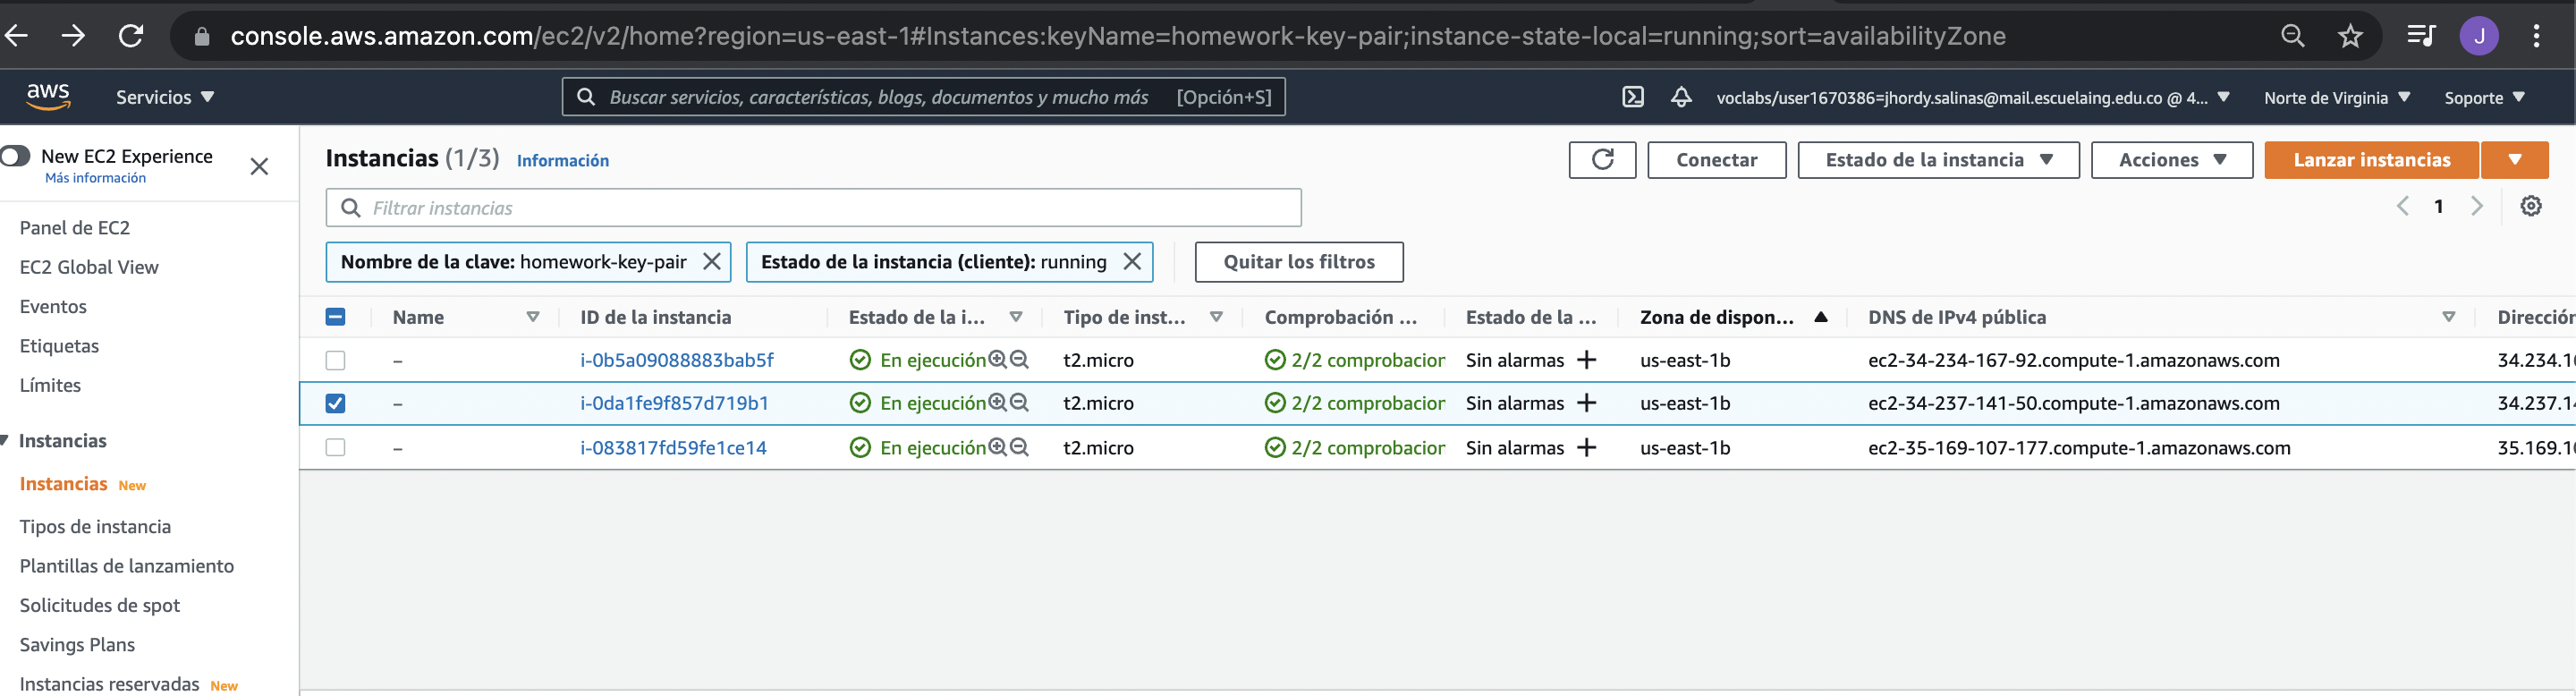 console.aws.amazon.com/ec2/v2/home?region=us-east-1#Instances:keyName=homework-key-pair;instance-state-local=running;sort=availabilityZone
J
aws
Servicios
Buscar servicios, características, blogs, documentos y mucho más [Opción+S]
voclabs/user1670386=jhordy.salinas@mail.escuelaing.edu.co @ 4...
Norte de Virginia
Soporte
New EC2 Experience
Más información
Panel de EC2
EC2 Global View
Eventos
Etiquetas
Límites
Instancias
Instancias New
Tipos de instancia
Plantillas de lanzamiento
Solicitudes de spot
Savings Plans
Instancias reservadas New
Instancias (1/3) Información
Conectar
Estado de la instancia
Acciones
Lanzar instancias
Filtrar instancias
1
Nombre de la clave: homework-key-pair
Estado de la instancia (cliente): running
Quitar los filtros
Name ID de la instancia Estado de la i... Tipo de inst... Comprobación ... Estado de la ... Zona de dispon... DNS de IPv4 pública Dirección
– i-0b5a09088883bab5f En ejecución t2.micro 2/2 comprobacion Sin alarmas + us-east-1b ec2-34-234-167-92.compute-1.amazonaws.com 34.234.16
– i-0da1fe9f857d719b1 En ejecución t2.micro 2/2 comprobacion Sin alarmas + us-east-1b ec2-34-237-141-50.compute-1.amazonaws.com 34.237.14
– i-083817fd59fe1ce14 En ejecución t2.micro 2/2 comprobacion Sin alarmas + us-east-1b ec2-35-169-107-177.compute-1.amazonaws.com 35.169.10